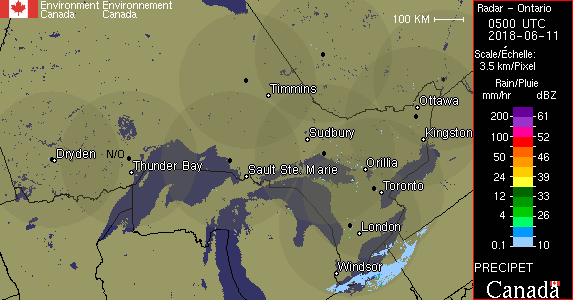 Environment Environnement
Canada Canada
Radar - Ontario
0500 UTC
2018-06-11
100 KM
Scale/Échelle:
3.5 km/Pixel
Rain/Pluie
mm/hr dBZ
200 61
100 52
50 46
24 39
12 33
4 26
0.1 10
PRECIPET
Canada
Timmins
Ottawa
Sudbury
Kingston
Dryden
N/O
Thunder Bay
Sault Ste. Marie
Orillia
Toronto
London
Windsor